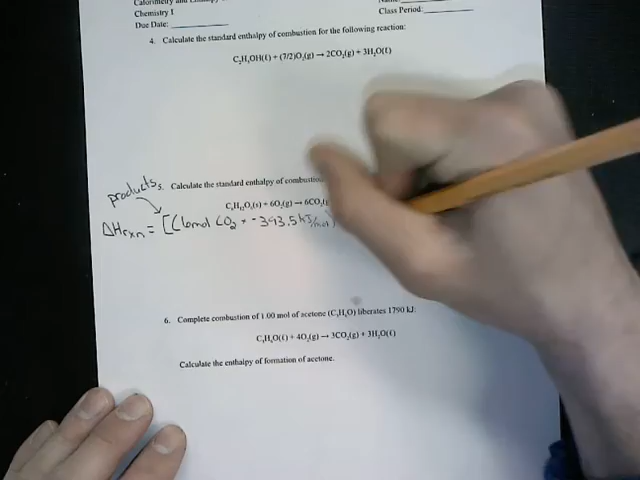 Calorimetry and
Chemistry I
Due Date:
Class Period:
4. Calculate the standard enthalpy of combustion for the following reaction:
C₂H₅OH(ℓ) + (7/2)O₂(g) → 2CO₂(g) + 3H₂O(ℓ)
products
5. Calculate the standard enthalpy of combustion
C₆H₁₂O₆(s) + 6O₂(g) → 6CO₂(
ΔHrxn = [(6mol CO₂ * -393.5 kJ/mol)
6. Complete combustion of 1.00 mol of acetone (C₃H₆O) liberates 1790 kJ:
C₃H₆O(ℓ) + 4O₂(g) → 3CO₂(g) + 3H₂O(ℓ)
Calculate the enthalpy of formation of acetone.